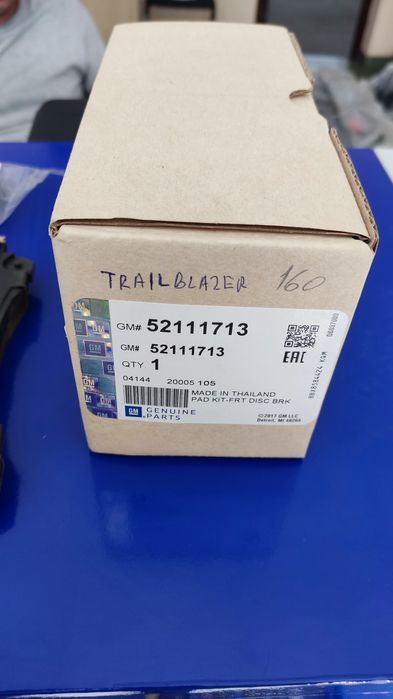 TRAILBLAZER 160
GM# 52111713
GM# 52111713
QTY 1
04144 20005 105
MADE IN THAILAND
PAD KIT-FRT DISC BRK
GM GENUINE
PARTS
EAC
©2017 GM LLC
Detroit, MI 48265